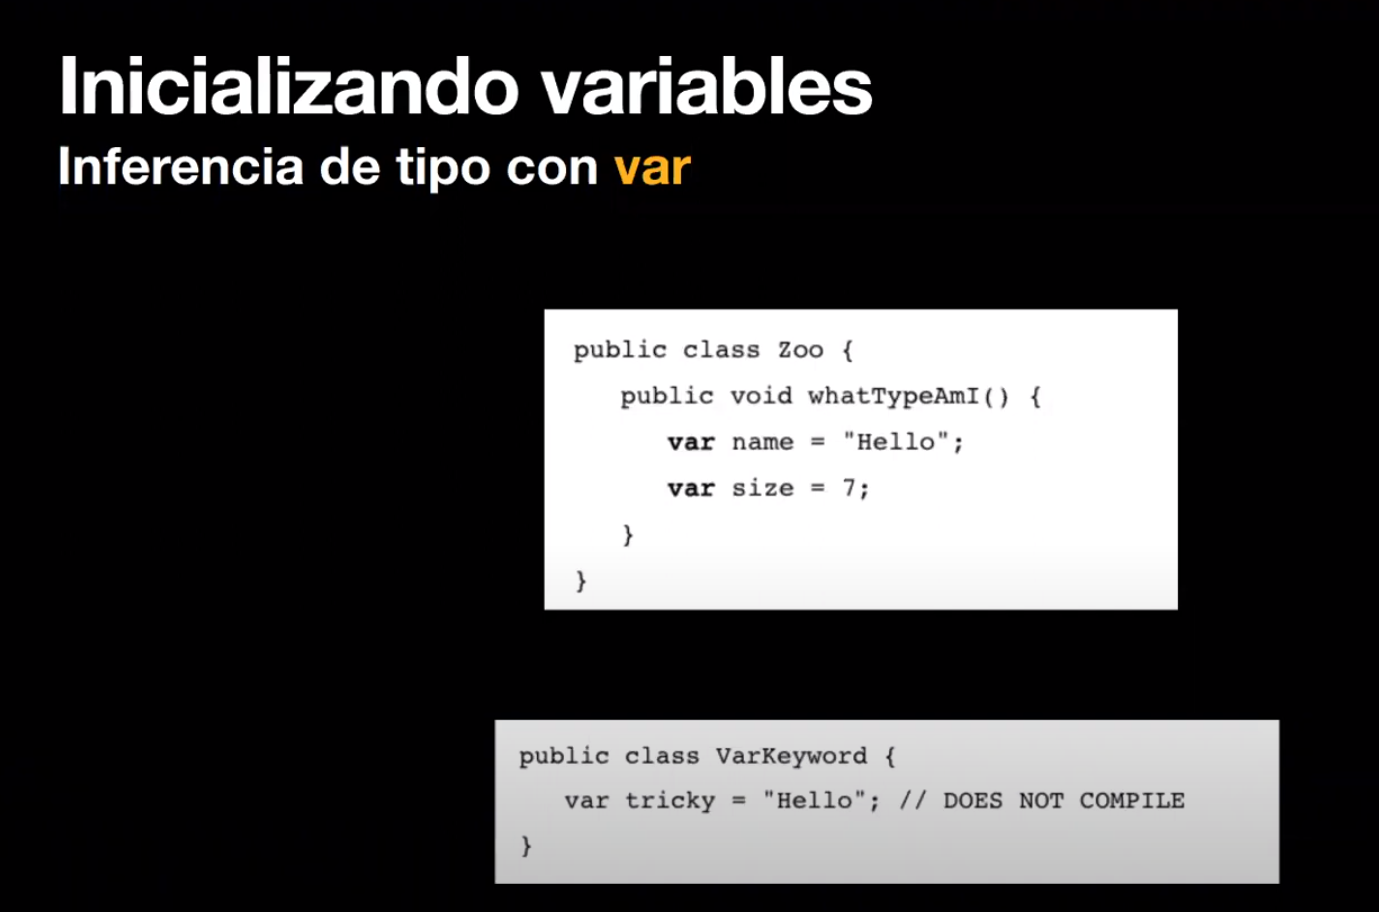 Inicializando variables
Inferencia de tipo con var
public class Zoo {
public void whatTypeAmI() {
var name = "Hello";
var size = 7;
}
}
public class VarKeyword {
var tricky = "Hello"; // DOES NOT COMPILE
}